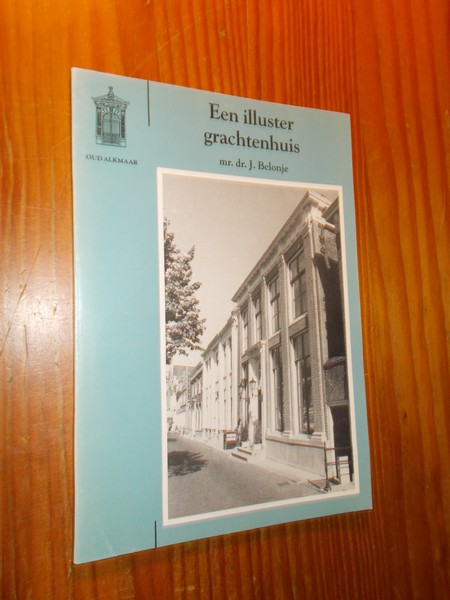 Een illuster
grachtenhuis
mr. dr. J. Belonje
OUD ALKMAAR